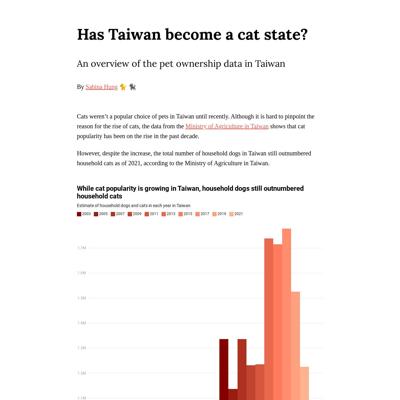 Has Taiwan become a cat state?
An overview of the pet ownership data in Taiwan
By Sabina Hung 🐈 🐈‍⬛
Cats weren't a popular choice of pets in Taiwan until recently. Although it is hard to pinpoint the
reason for the rise of cats, the data from the Ministry of Agriculture in Taiwan shows that cat
popularity has been on the rise in the past decade.
However, despite the increase, the total number of household dogs in Taiwan still outnumbered
household cats as of 2021, according to the Ministry of Agriculture in Taiwan.
While cat popularity is growing in Taiwan, household dogs still outnumbered
household cats
Estimate of household dogs and cats in each year in Taiwan
2003 2005 2007 2009 2011 2013 2015 2017 2019 2021
1.7M